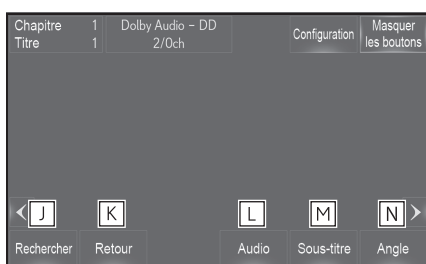 Chapitre 1
Titre 1
Dolby Audio – DD
2/0ch
Configuration
Masquer
les boutons
J K L M N
Rechercher Retour Audio Sous-titre Angle